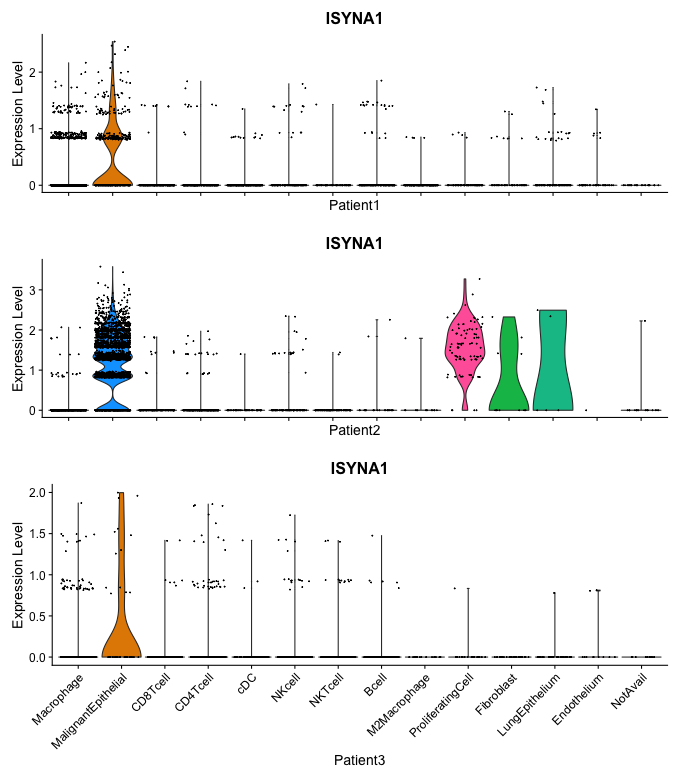 ISYNA1
Expression Level
2
1
0
Patient1
ISYNA1
Expression Level
3
2
1
0
Patient2
ISYNA1
Expression Level
2.0
1.5
1.0
0.5
0.0
Macrophage
MalignantEpithelial
CD8Tcell
CD4Tcell
cDC
NKcell
NKTcell
Bcell
M2Macrophage
ProliferatingCell
Fibroblast
LungEpithelium
Endothelium
NotAvail
Patient3